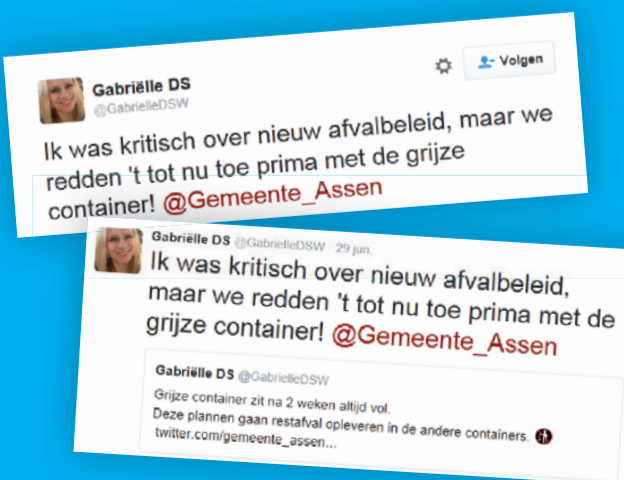 Gabriëlle DS
@GabrielleDSW
Volgen
Ik was kritisch over nieuw afvalbeleid, maar we
redden 't tot nu toe prima met de grijze
container! @Gemeente_Assen
Gabriëlle DS @GabrielleDSW · 29 jun.
Ik was kritisch over nieuw afvalbeleid,
maar we redden 't tot nu toe prima met de
grijze container! @Gemeente_Assen
Gabriëlle DS @GabrielleDSW
Grijze container zit na 2 weken altijd vol.
Deze plannen gaan restafval opleveren in de andere containers.
twitter.com/gemeente_assen...